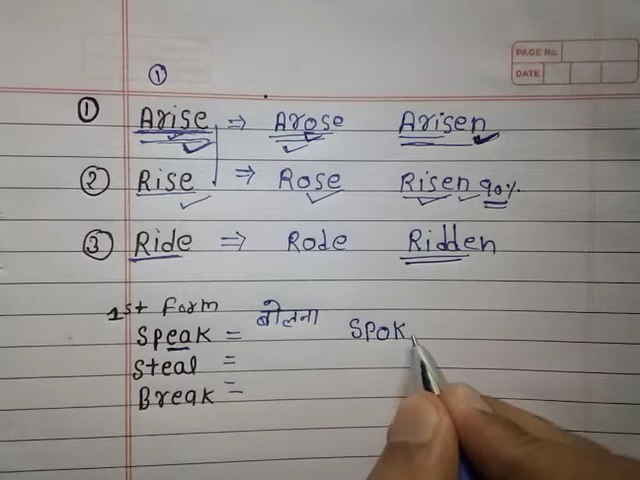 PAGE No.
DATE
①
① Arise ⇒ Arose Arisen
② Rise ⇒ Rose Risen 90%
③ Ride ⇒ Rode Ridden
1st Form
Speak = बोलना Spok
Steal =
Break =